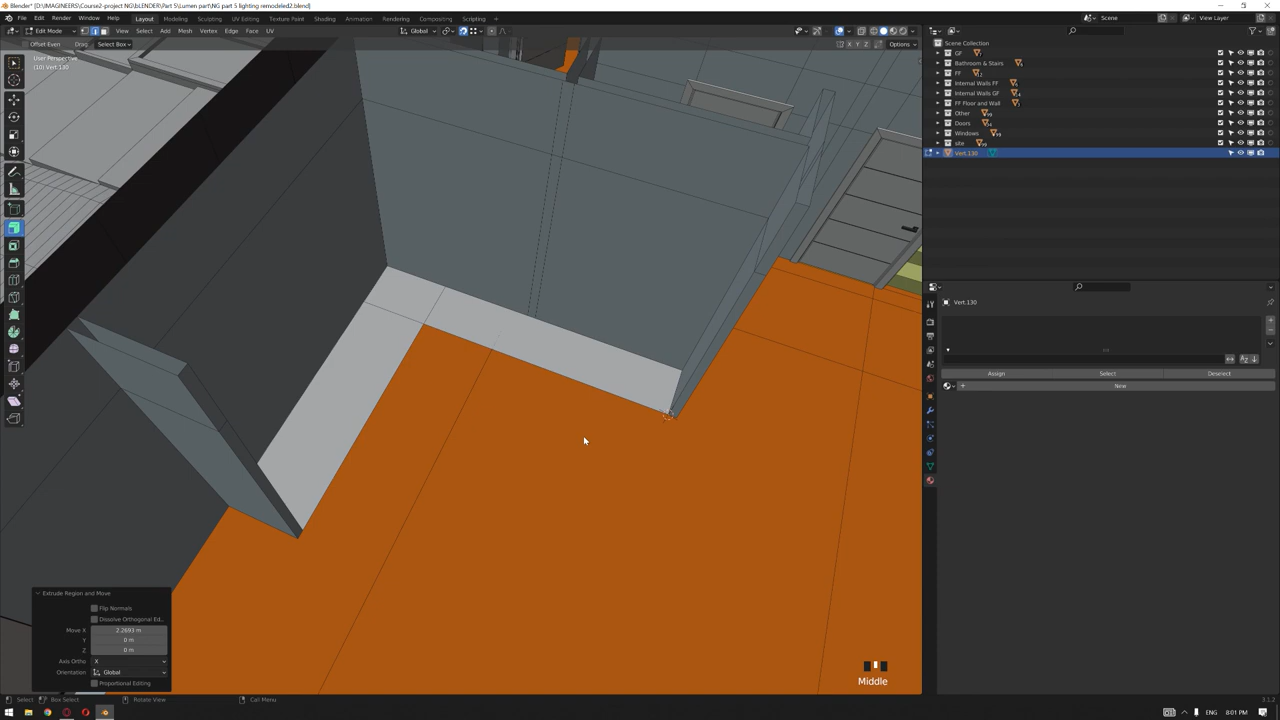 Blender* [D:\IMAGINEERS\Course2-project NG\BLENDER\Part 5\Lumen part\NG part 5 lighting remodeled2.blend]
File Edit Render Window Help Layout Modeling Sculpting UV Editing Texture Paint Shading Animation Rendering Compositing Scripting Scene View Layer
Edit Mode View Select Add Mesh Vertex Edge Face UV Global
Offset Even Select Box X Y Z Options
User Perspective
(10) Vert.130
Scene Collection
GF
Bathroom & Stairs
FF
Internal Walls FF
Internal Walls GF
FF Floor and Wall
Other
Doors
Windows
site
Vert.130
Vert.130
Assign Select Deselect
New
Extrude Region and Move
Flip Normals
Dissolve Orthogonal Ed...
Move X 2.2693 m
Y 0 m
Z 0 m
Axis Ortho X
Orientation Global
Proportional Editing
Middle
Select Box Select Rotate View Call Menu 3.1.2
ENG 8:01 PM